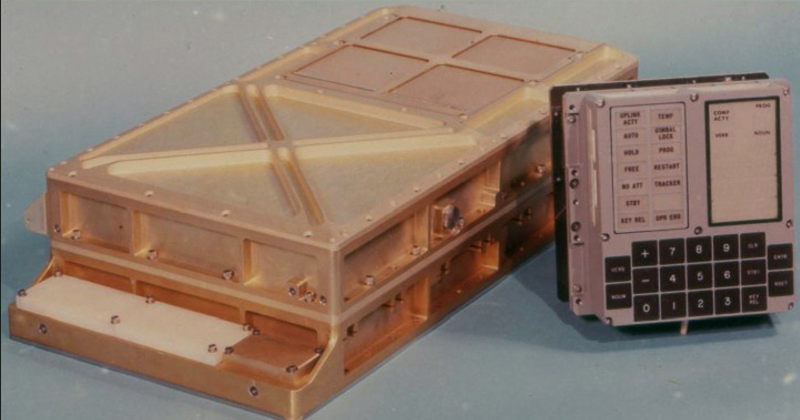 UPLINK ACTY
TEMP
AUTO
GIMBAL LOCK
HOLD
PROG
FREE
RESTART
NO ATT
TRACKER
STBY
KEY REL
OPR ERR
COMP ACTY
PROG
VERB
NOUN
VERB
+
7
8
9
CLR
ENTR
NOUN
−
4
5
6
STBY
RSET
0
1
2
3
KEY REL